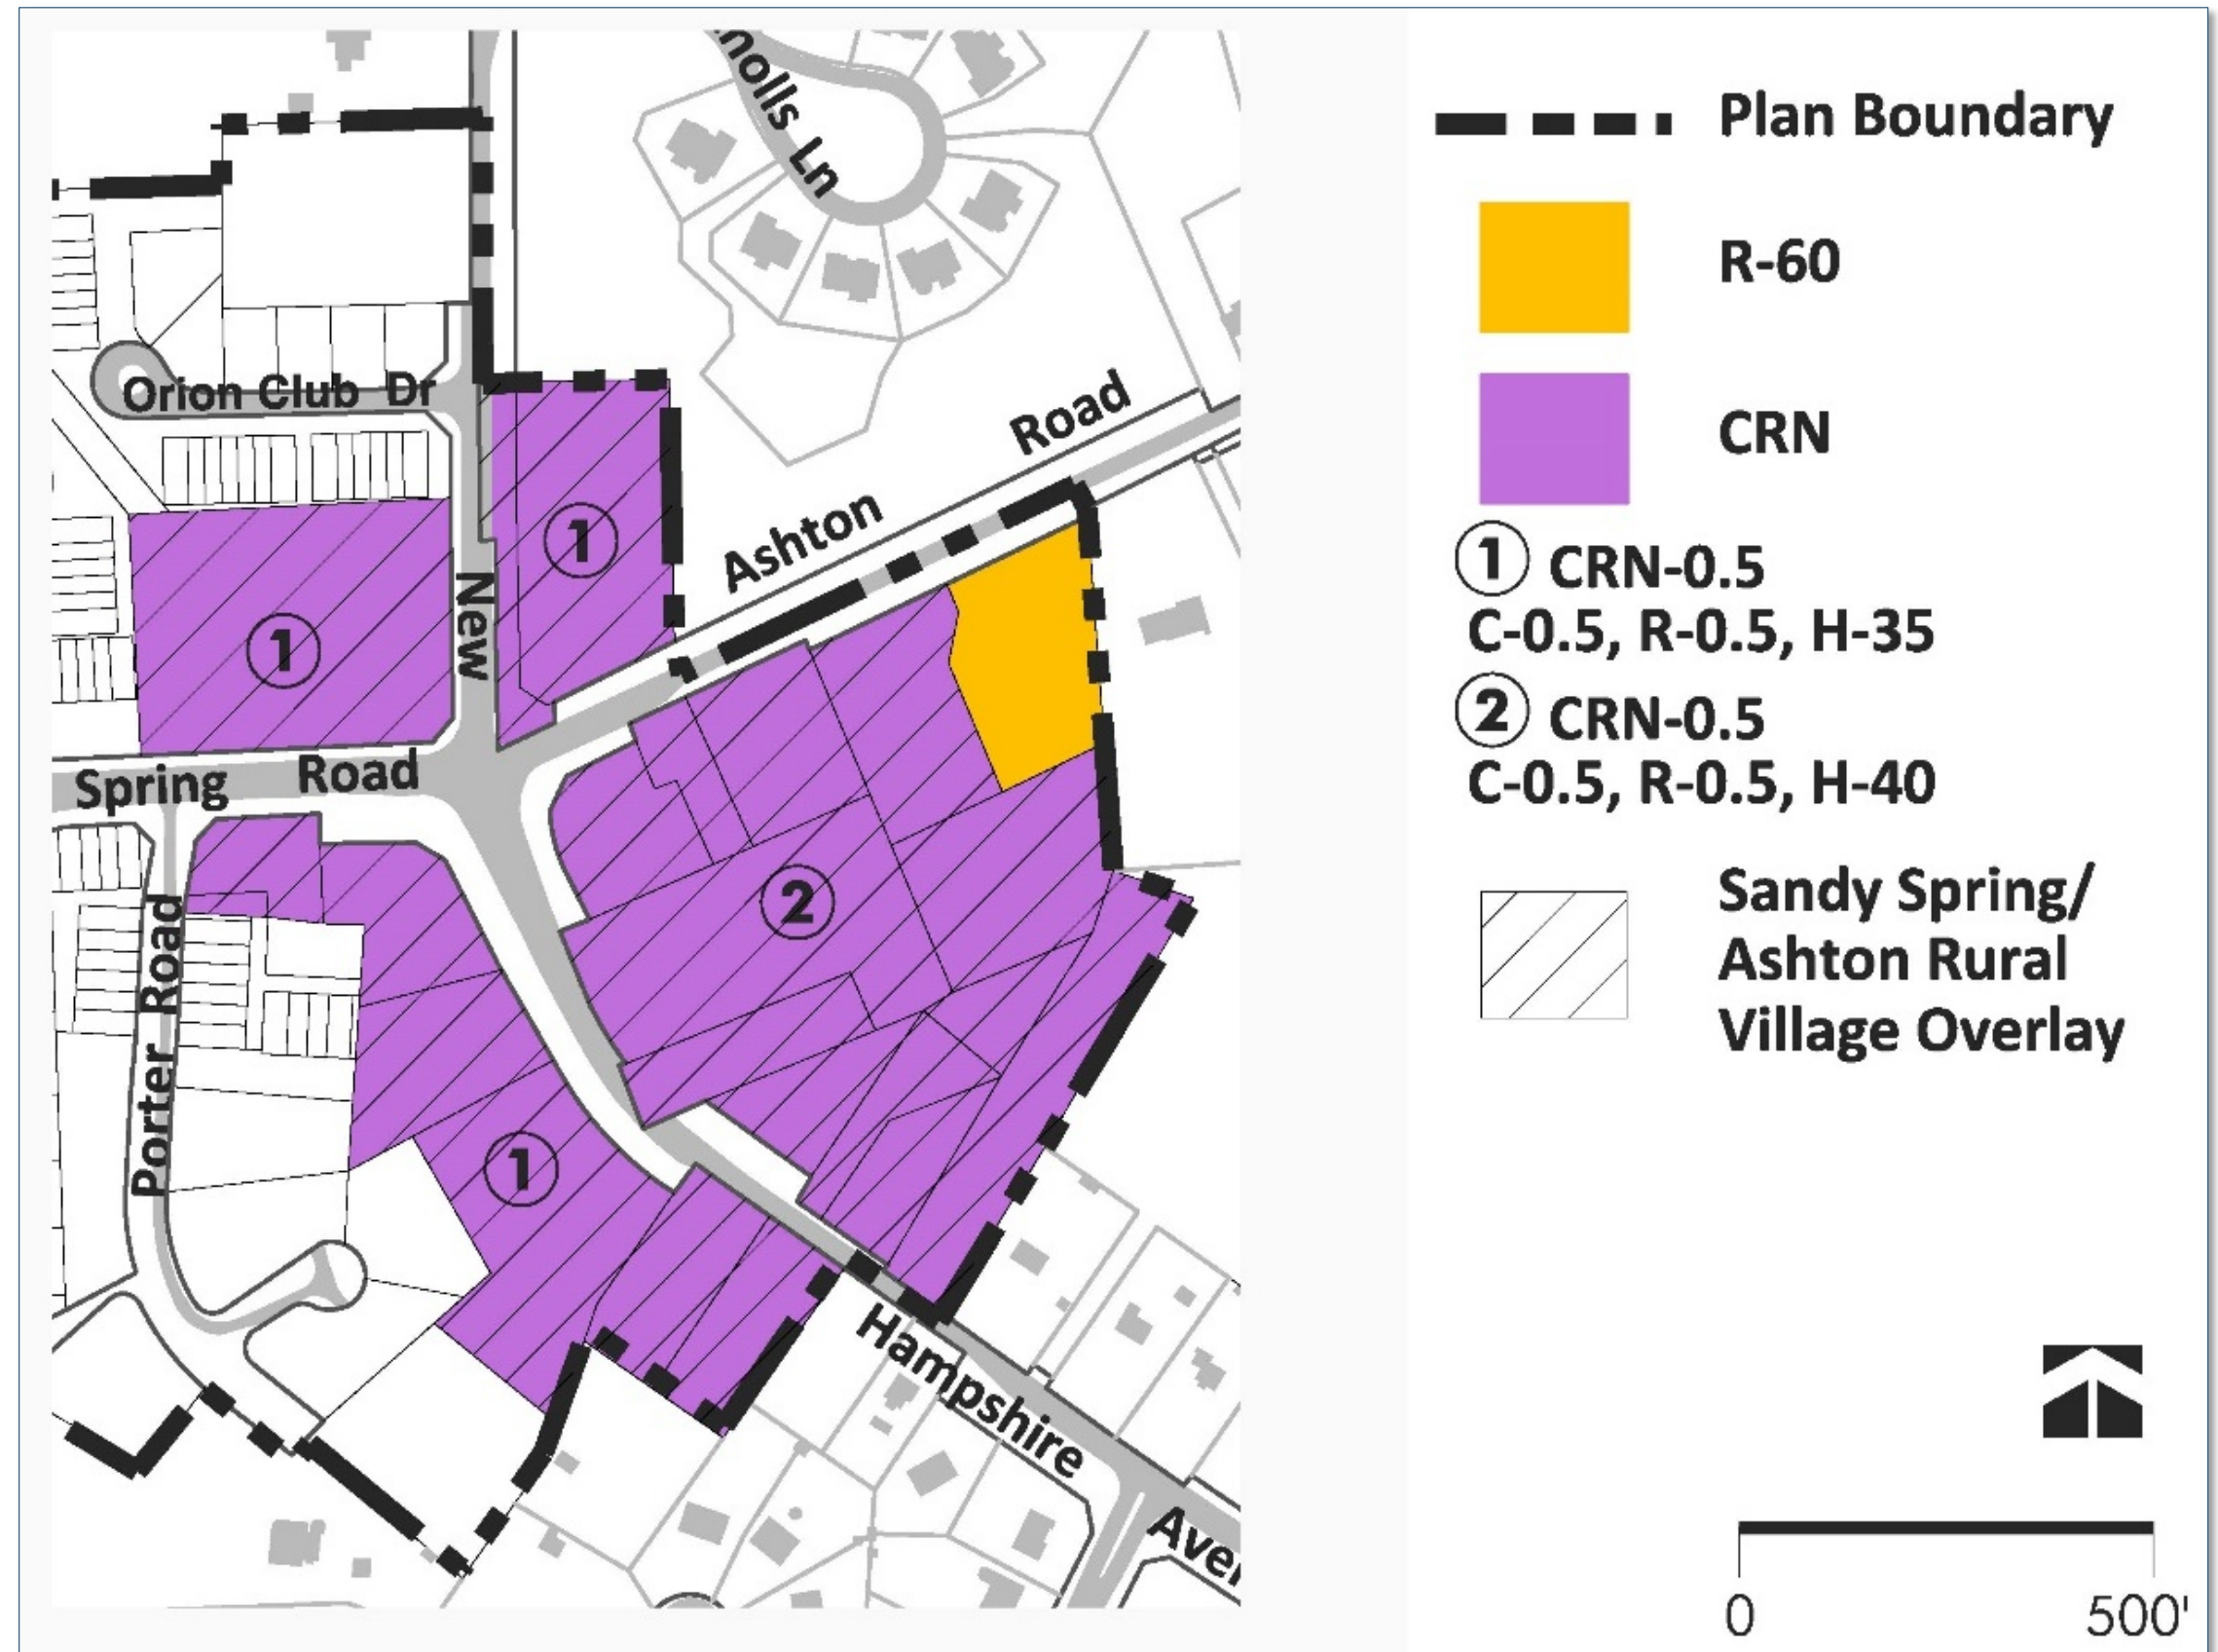 nolls Ln
Orion Club Dr
Ashton Road
New
1
1
Spring Road
2
Porter Road
1
Hampshire
Plan Boundary
R-60
CRN
1 CRN-0.5
C-0.5, R-0.5, H-35
2 CRN-0.5
C-0.5, R-0.5, H-40
Sandy Spring/
Ashton Rural
Village Overlay
0 500'